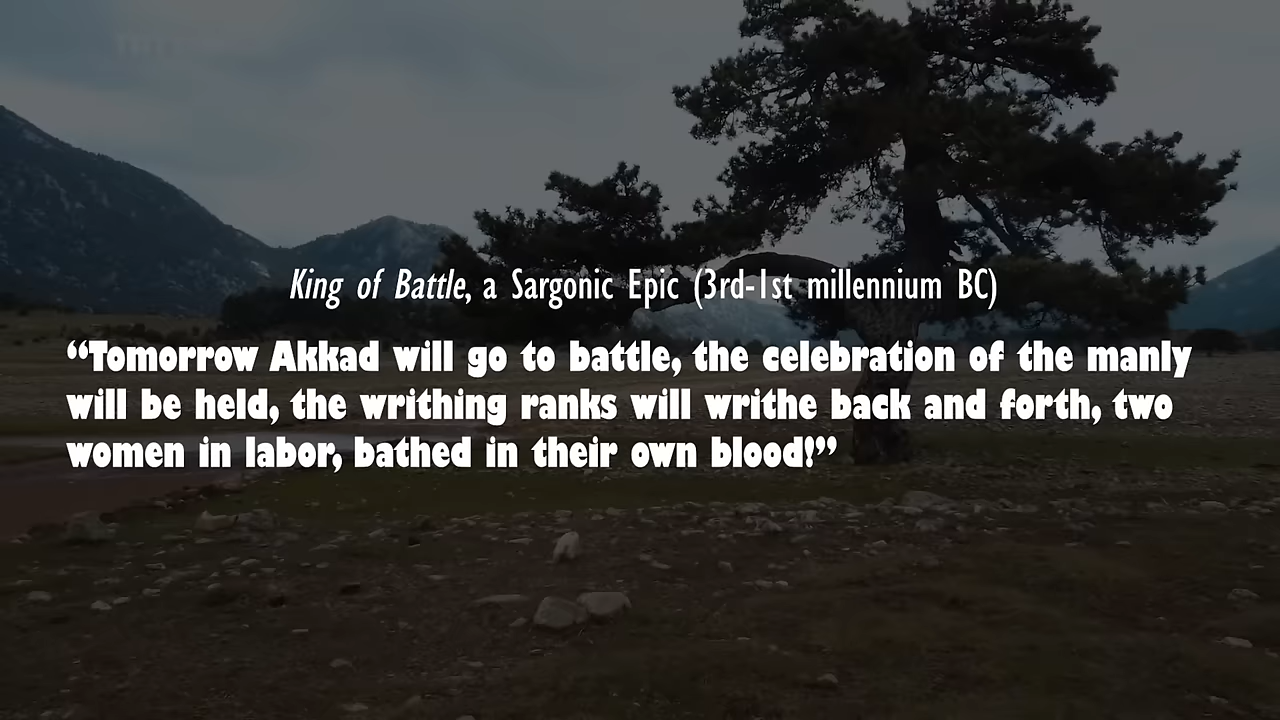 King of Battle, a Sargonic Epic (3rd-1st millennium BC)
“Tomorrow Akkad will go to battle, the celebration of the manly
will be held, the writhing ranks will writhe back and forth, two
women in labor, bathed in their own blood!”